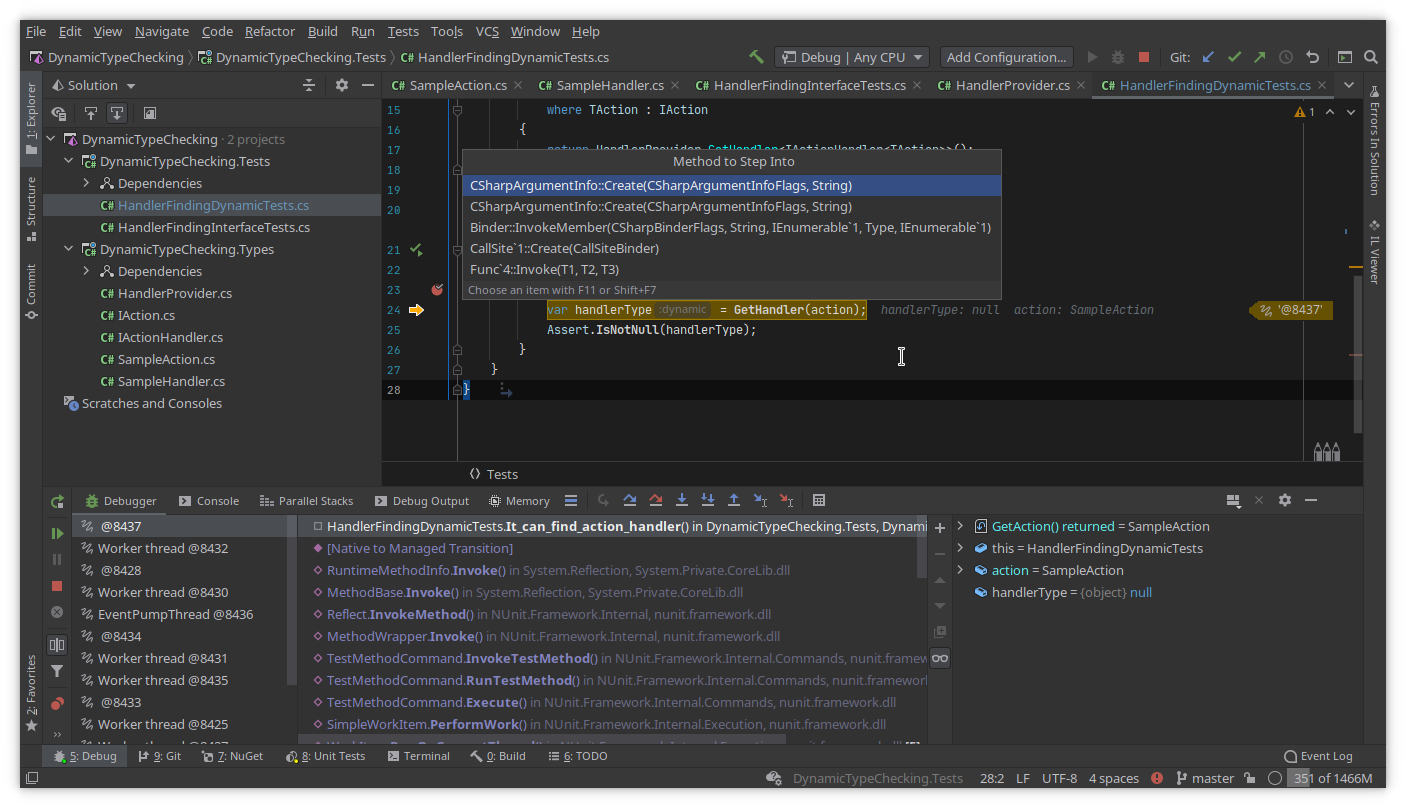 File Edit View Navigate Code Refactor Build Run Tests Tools VCS Window Help
DynamicTypeChecking DynamicTypeChecking.Tests C# HandlerFindingDynamicTests.cs Debug | Any CPU Add Configuration... Git:
1: Explorer
Structure
Commit
2: Favorites
Solution
DynamicTypeChecking · 2 projects
DynamicTypeChecking.Tests
Dependencies
C# HandlerFindingDynamicTests.cs
C# HandlerFindingInterfaceTests.cs
DynamicTypeChecking.Types
Dependencies
C# HandlerProvider.cs
C# IAction.cs
C# IActionHandler.cs
C# SampleAction.cs
C# SampleHandler.cs
Scratches and Consoles
C# SampleAction.cs C# SampleHandler.cs C# HandlerFindingInterfaceTests.cs C# HandlerProvider.cs C# HandlerFindingDynamicTests.cs
15 where TAction : IAction
1
16 {
17 return HandlerProvider.GetHandler<IActionHandler<TAction>>();
18
19
20
21
22
23
Method to Step Into
CSharpArgumentInfo::Create(CSharpArgumentInfoFlags, String)
CSharpArgumentInfo::Create(CSharpArgumentInfoFlags, String)
Binder::InvokeMember(CSharpBinderFlags, String, IEnumerable`1, Type, IEnumerable`1)
CallSite`1::Create(CallSiteBinder)
Func`4::Invoke(T1, T2, T3)
Choose an item with F11 or Shift+F7
24 var handlerType :dynamic = GetHandler(action); handlerType: null action: SampleAction '@8437'
25 Assert.IsNotNull(handlerType);
26 }
27 }
28 }
Tests
Errors In Solution
IL Viewer
Debugger Console Parallel Stacks Debug Output Memory
@8437
Worker thread @8432
@8428
Worker thread @8430
EventPumpThread @8436
@8434
Worker thread @8431
Worker thread @8435
@8433
Worker thread @8425
HandlerFindingDynamicTests.It_can_find_action_handler() in DynamicTypeChecking.Tests, Dynami
[Native to Managed Transition]
RuntimeMethodInfo.Invoke() in System.Reflection, System.Private.CoreLib.dll
MethodBase.Invoke() in System.Reflection, System.Private.CoreLib.dll
Reflect.InvokeMethod() in NUnit.Framework.Internal, nunit.framework.dll
MethodWrapper.Invoke() in NUnit.Framework.Internal, nunit.framework.dll
TestMethodCommand.InvokeTestMethod() in NUnit.Framework.Internal.Commands, nunit.framew
TestMethodCommand.RunTestMethod() in NUnit.Framework.Internal.Commands, nunit.framewor
TestMethodCommand.Execute() in NUnit.Framework.Internal.Commands, nunit.framework.dll
SimpleWorkItem.PerformWork() in NUnit.Framework.Internal.Execution, nunit.framework.dll
GetAction() returned = SampleAction
this = HandlerFindingDynamicTests
action = SampleAction
handlerType = {object} null
5: Debug 9: Git 7: NuGet 8: Unit Tests Terminal 0: Build 6: TODO Event Log
DynamicTypeChecking.Tests 28:2 LF UTF-8 4 spaces master 351 of 1466M